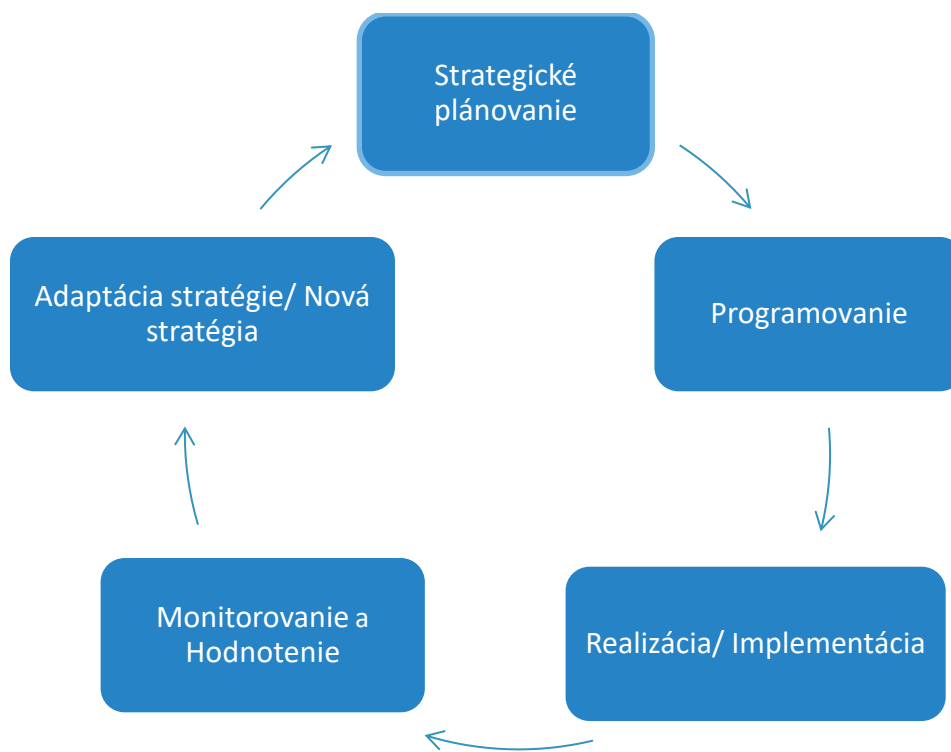 Strategické
plánovanie
Programovanie
Realizácia/ Implementácia
Monitorovanie a
Hodnotenie
Adaptácia stratégie/ Nová
stratégia